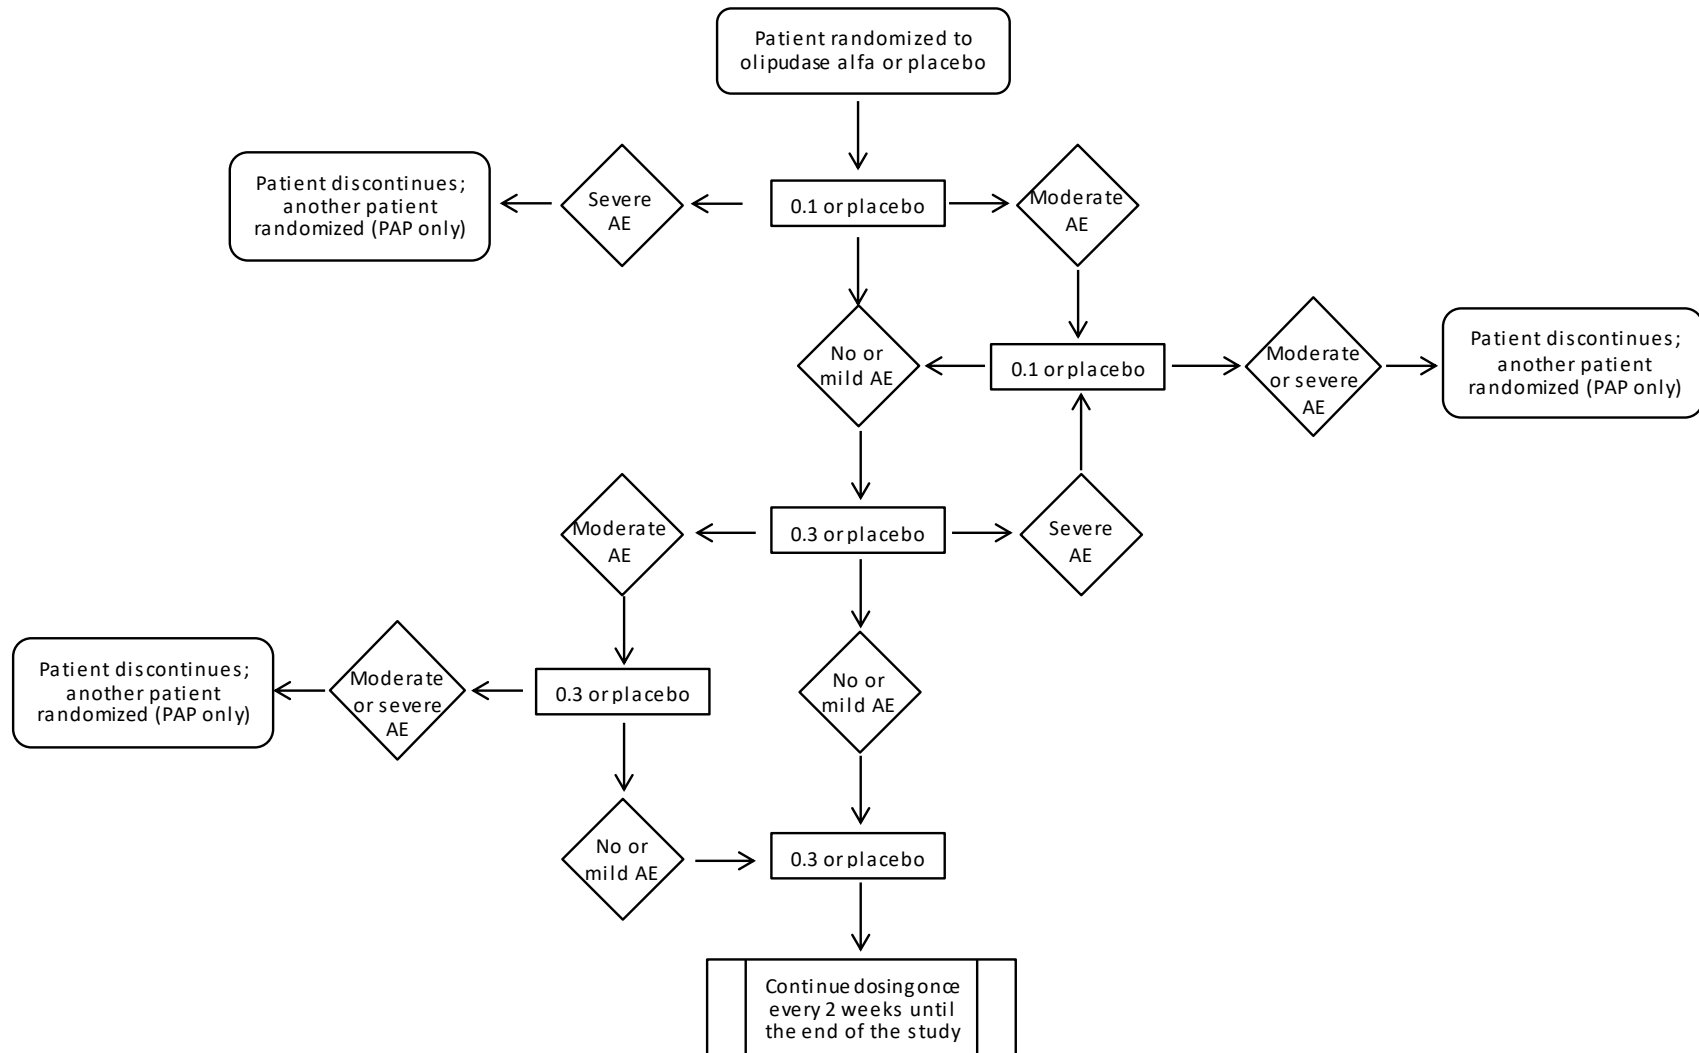 Patient randomized to
olipudase alfa or placebo
Patient discontinues;
another patient
randomized (PAP only)
Severe
AE
0.1 or placebo
Moderate
AE
No or
mild AE
0.1 or placebo
Moderate
or severe
AE
Patient discontinues;
another patient
randomized (PAP only)
Moderate
AE
0.3 or placebo
Severe
AE
Patient discontinues;
another patient
randomized (PAP only)
Moderate
or severe
AE
0.3 or placebo
No or
mild AE
No or
mild AE
0.3 or placebo
Continue dosing once
every 2 weeks until
the end of the study